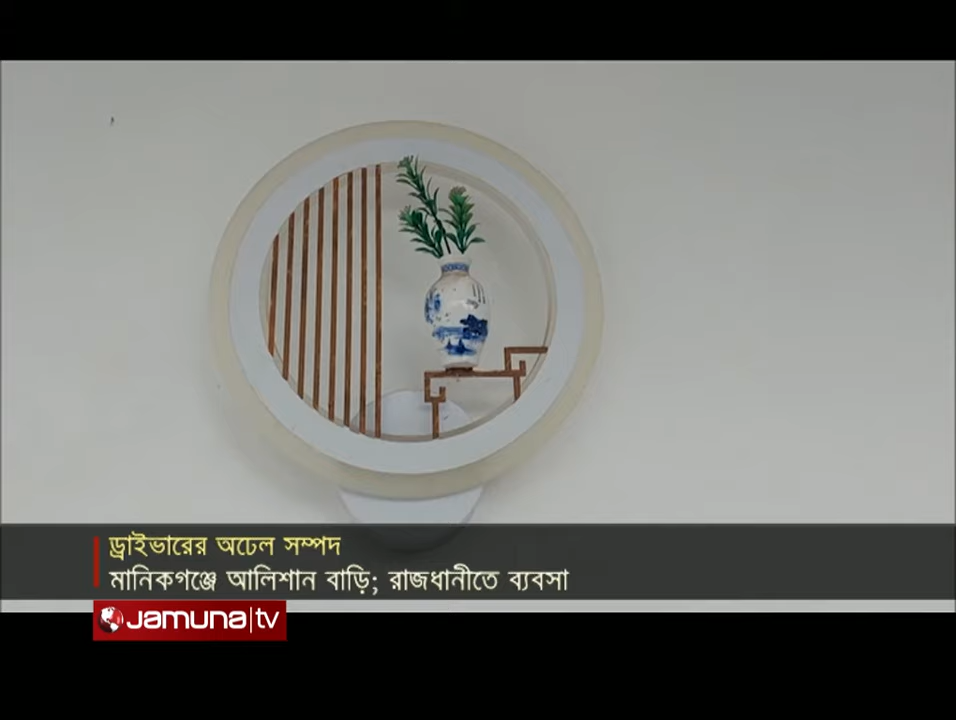 ড্রাইভারের অঢেল সম্পদ
মানিকগঞ্জে আলিশান বাড়ি; রাজধানীতে ব্যবসা
Jamuna|tv